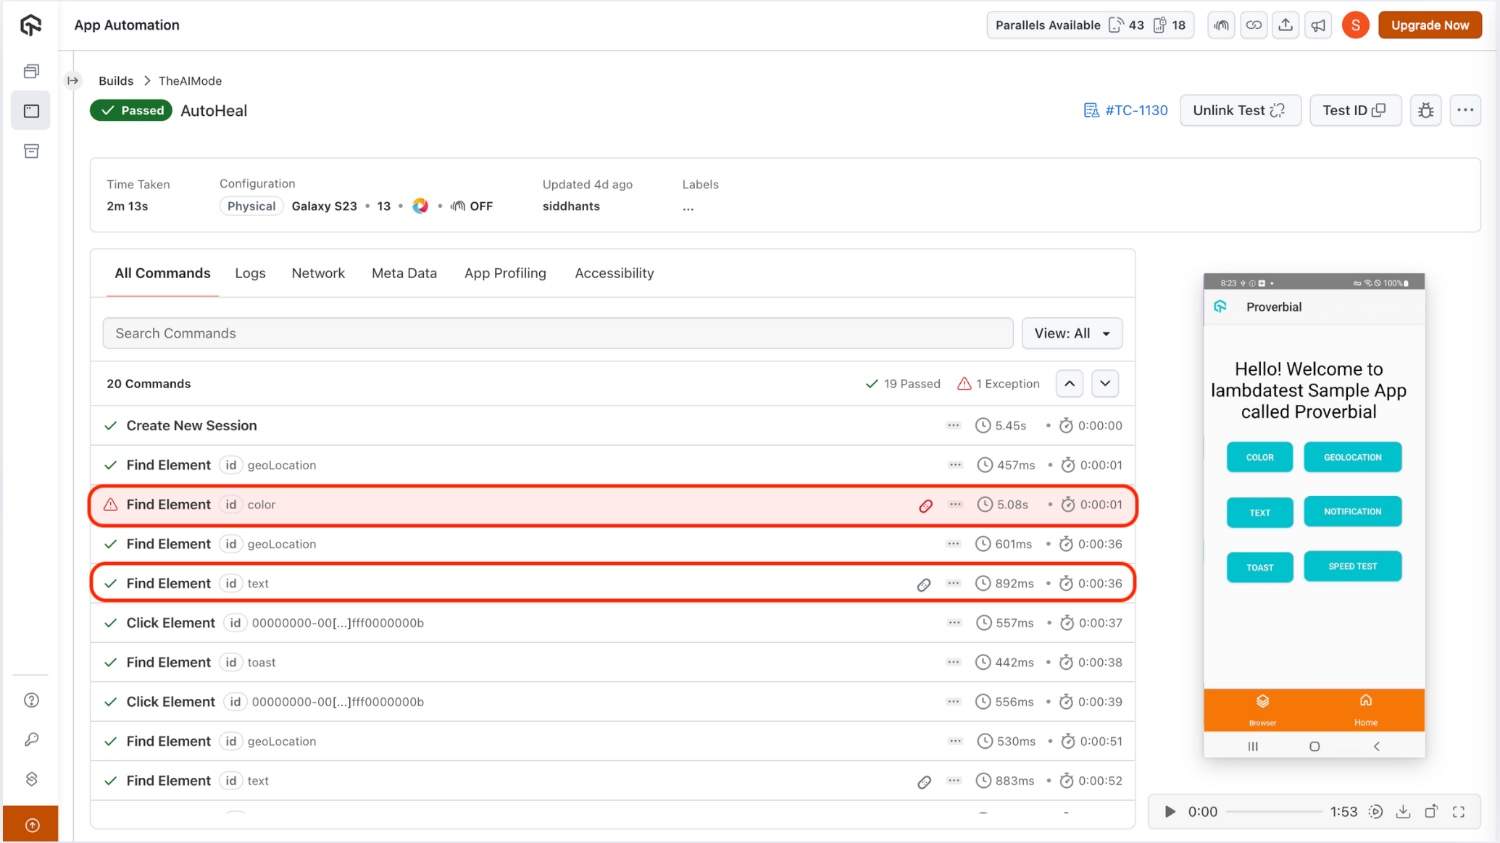 App Automation
Parallels Available 43 18
S
Upgrade Now
Builds > TheAIMode
Passed AutoHeal
#TC-1130
Unlink Test
Test ID
Time Taken
2m 13s
Configuration
Physical Galaxy S23 • 13 • • OFF
Updated 4d ago
siddhants
Labels
...
All Commands Logs Network Meta Data App Profiling Accessibility
Search Commands
View: All
20 Commands
19 Passed 1 Exception
Create New Session 5.45s • 0:00:00
Find Element id geoLocation 457ms • 0:00:01
Find Element id color 5.08s • 0:00:01
Find Element id geoLocation 601ms • 0:00:36
Find Element id text 892ms • 0:00:36
Click Element id 00000000-00[...]fff0000000b 557ms • 0:00:37
Find Element id toast 442ms • 0:00:38
Click Element id 00000000-00[...]fff0000000b 556ms • 0:00:39
Find Element id geoLocation 530ms • 0:00:51
Find Element id text 883ms • 0:00:52
8:23 100%
Proverbial
Hello! Welcome to
lambdatest Sample App
called Proverbial
COLOR GEOLOCATION
TEXT NOTIFICATION
TOAST SPEED TEST
Browser Home
0:00 1:53